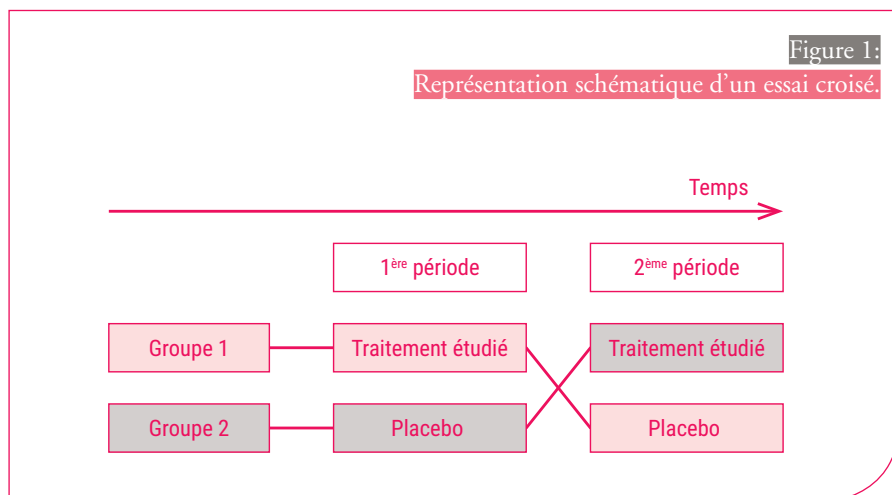 Figure 1:
Représentation schématique d’un essai croisé.
Temps
1ère période
2ème période
Groupe 1
Traitement étudié
Traitement étudié
Groupe 2
Placebo
Placebo